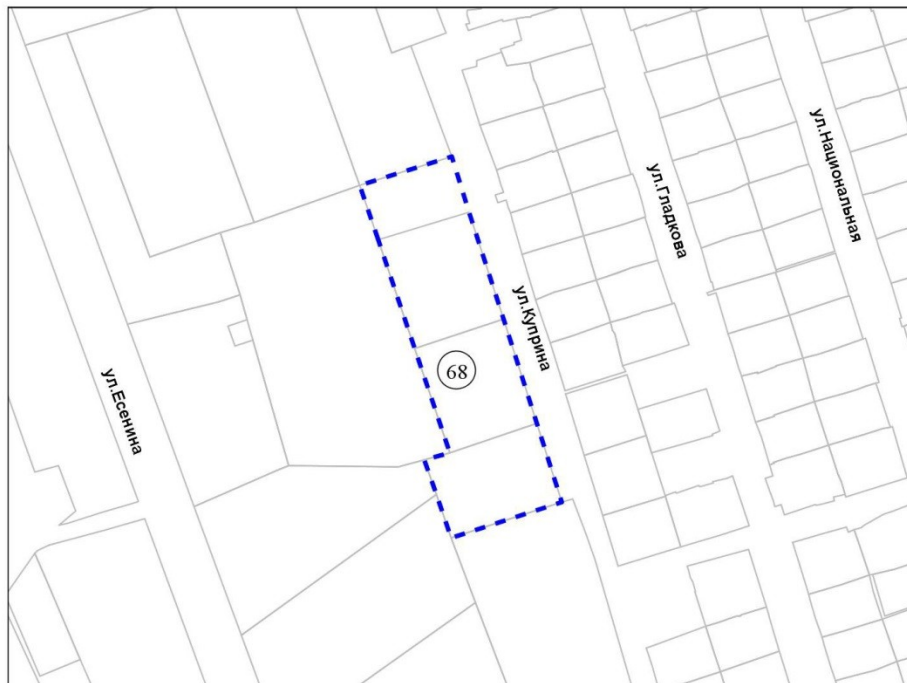 ул.Национальная
ул.Гладкова
ул.Куприна
68
ул.Есенина